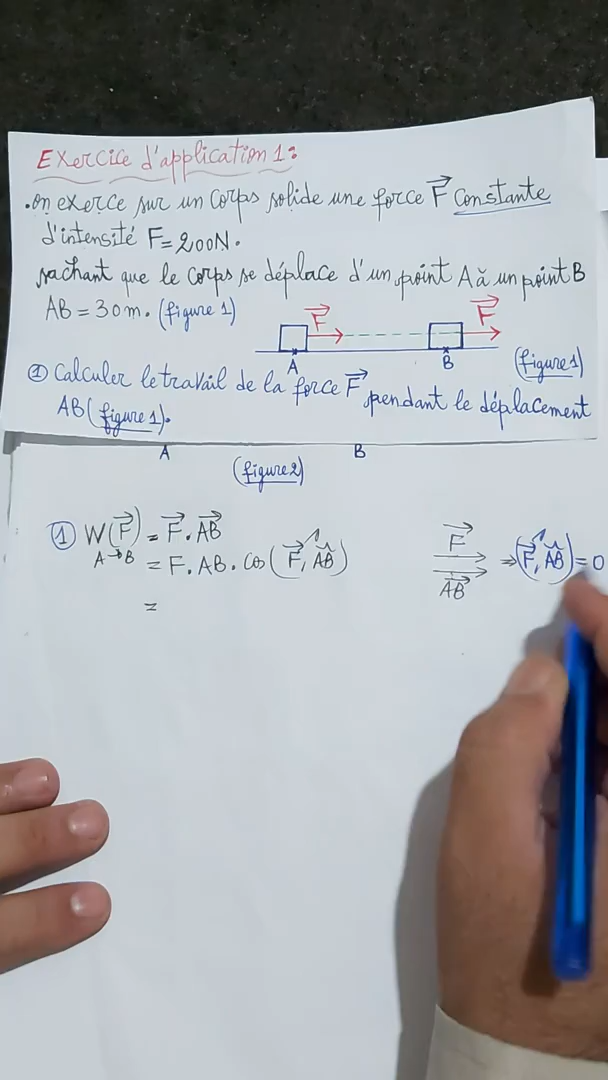 Exercice d'application 1:
.on exerce sur un corps solide une force F⃗ Constante
d'intensité F=200N.
sachant que le corps se déplace d'un point A à un point B
AB = 30m. (figure 1)
F⃗ F⃗
A B (figure 1)
① Calculer le travail de la force F⃗ pendant le déplacement
AB (figure 1).
A B
(figure 2)
① W(F⃗) = F⃗ . AB⃗
A→B
= F . AB . cos(F⃗, AB⃗)
=
F⃗
AB⃗
⇒ (F⃗, AB⃗) = 0